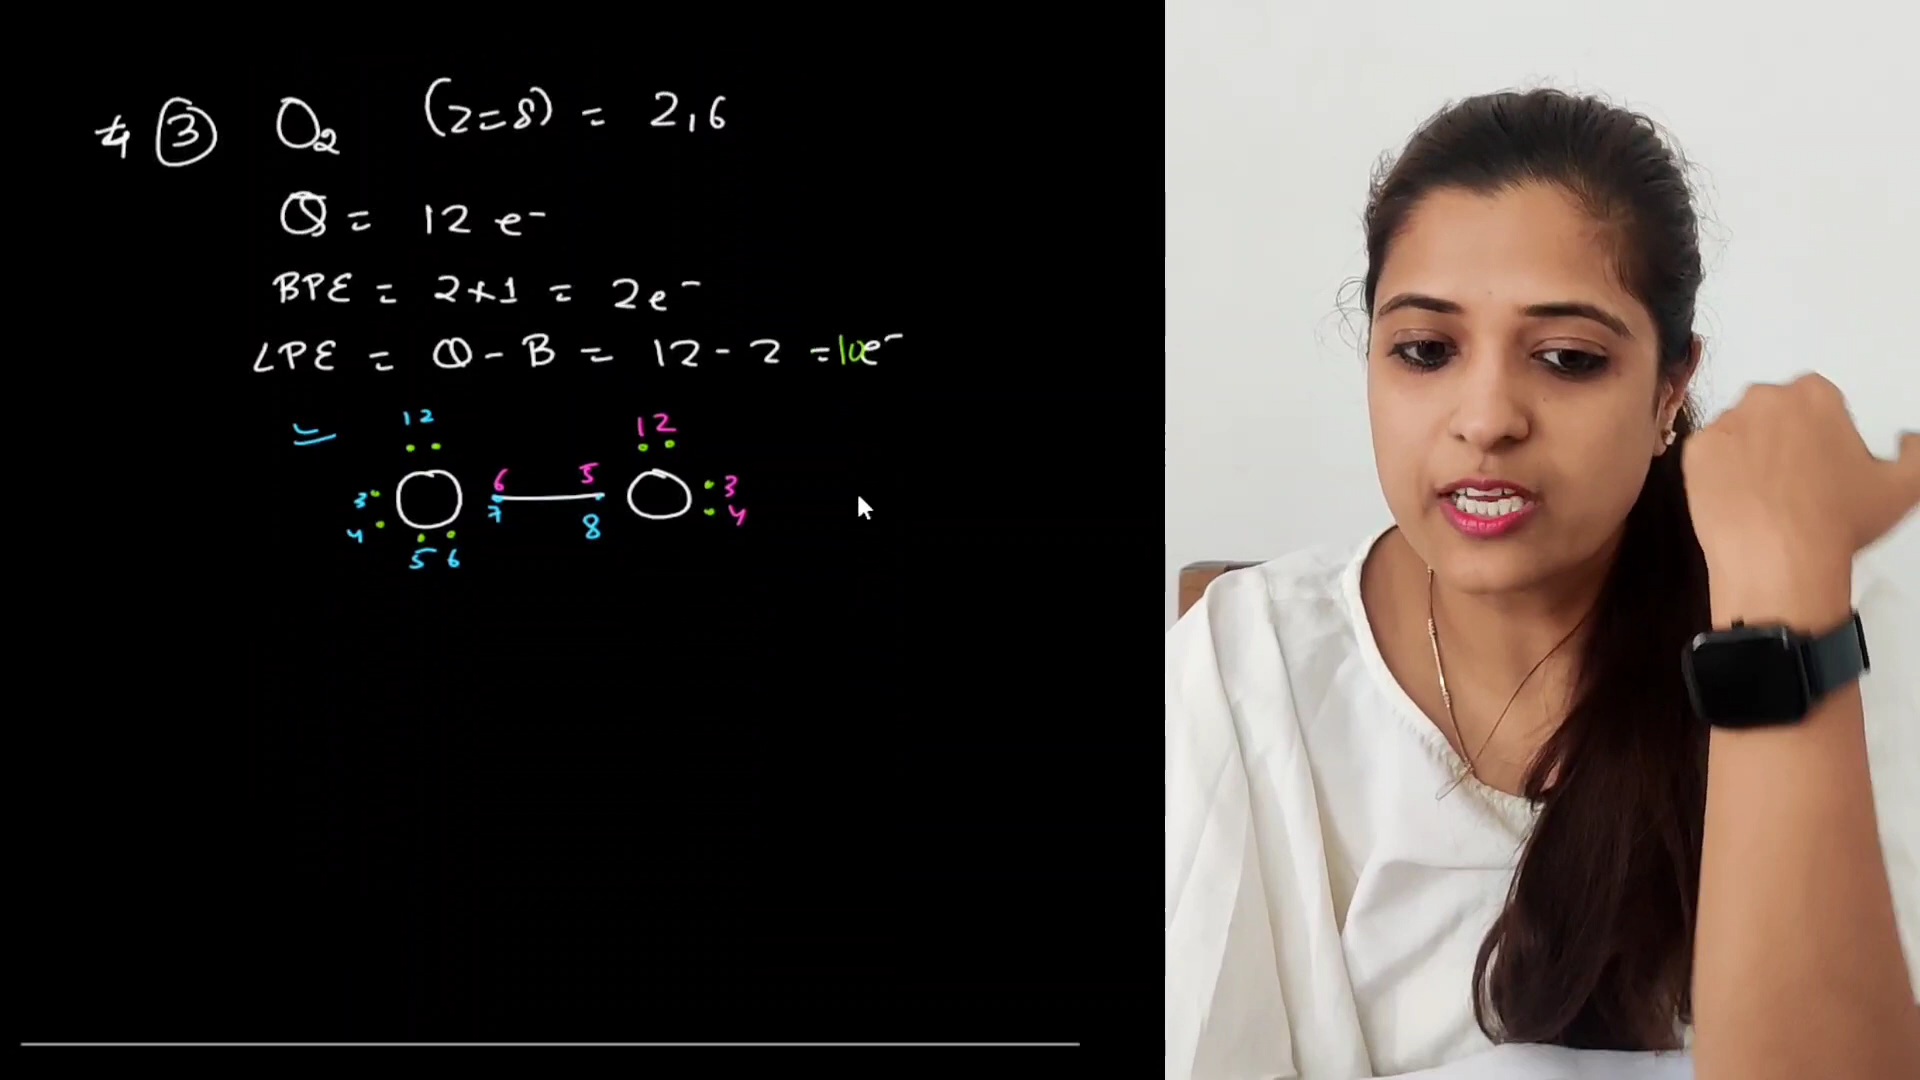 * ③ O₂ (z=8) = 2,6
Ⓥ = 12 e⁻
BPE = 2×1 = 2e⁻
LPE = Ⓥ - B = 12 - 2 = 10e⁻
1 2 1 2
6 5 3
3 7 8 4
4
5 6